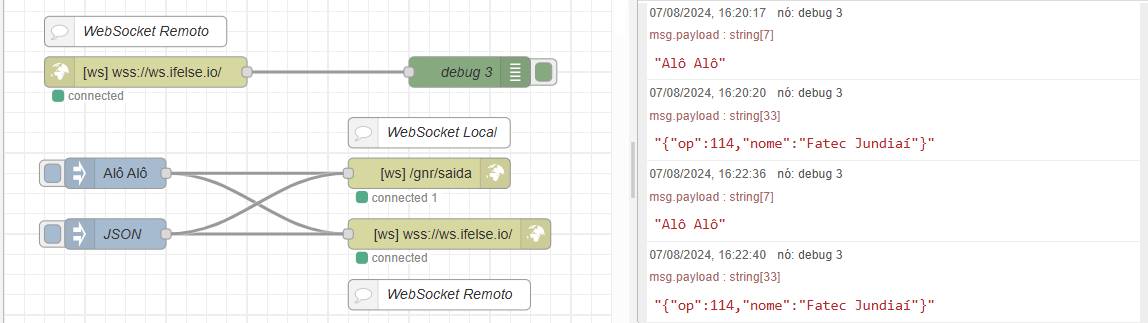 WebSocket Remoto
[ws] wss://ws.ifelse.io/
connected
debug 3
WebSocket Local
Alô Alô
[ws] /gnr/saida
connected 1
JSON
[ws] wss://ws.ifelse.io/
connected
WebSocket Remoto
07/08/2024, 16:20:17 nó: debug 3
msg.payload : string[7]
"Alô Alô"
07/08/2024, 16:20:20 nó: debug 3
msg.payload : string[33]
"{"op":114,"nome":"Fatec Jundiaí"}"
07/08/2024, 16:22:36 nó: debug 3
msg.payload : string[7]
"Alô Alô"
07/08/2024, 16:22:40 nó: debug 3
msg.payload : string[33]
"{"op":114,"nome":"Fatec Jundiaí"}"